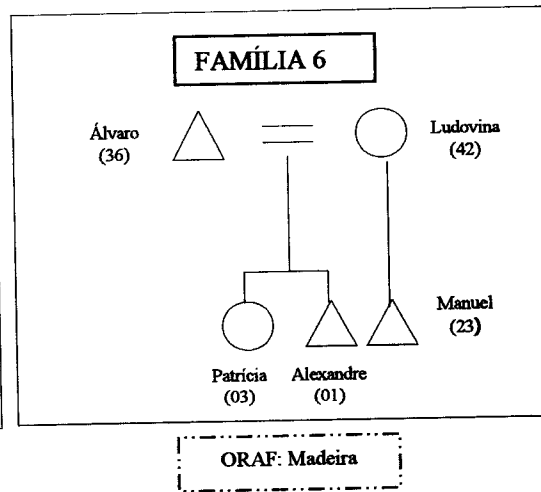 FAMÍLIA 6
Álvaro
(36)
Ludovina
(42)
Manuel
(23)
Patrícia
(03)
Alexandre
(01)
ORAF: Madeira